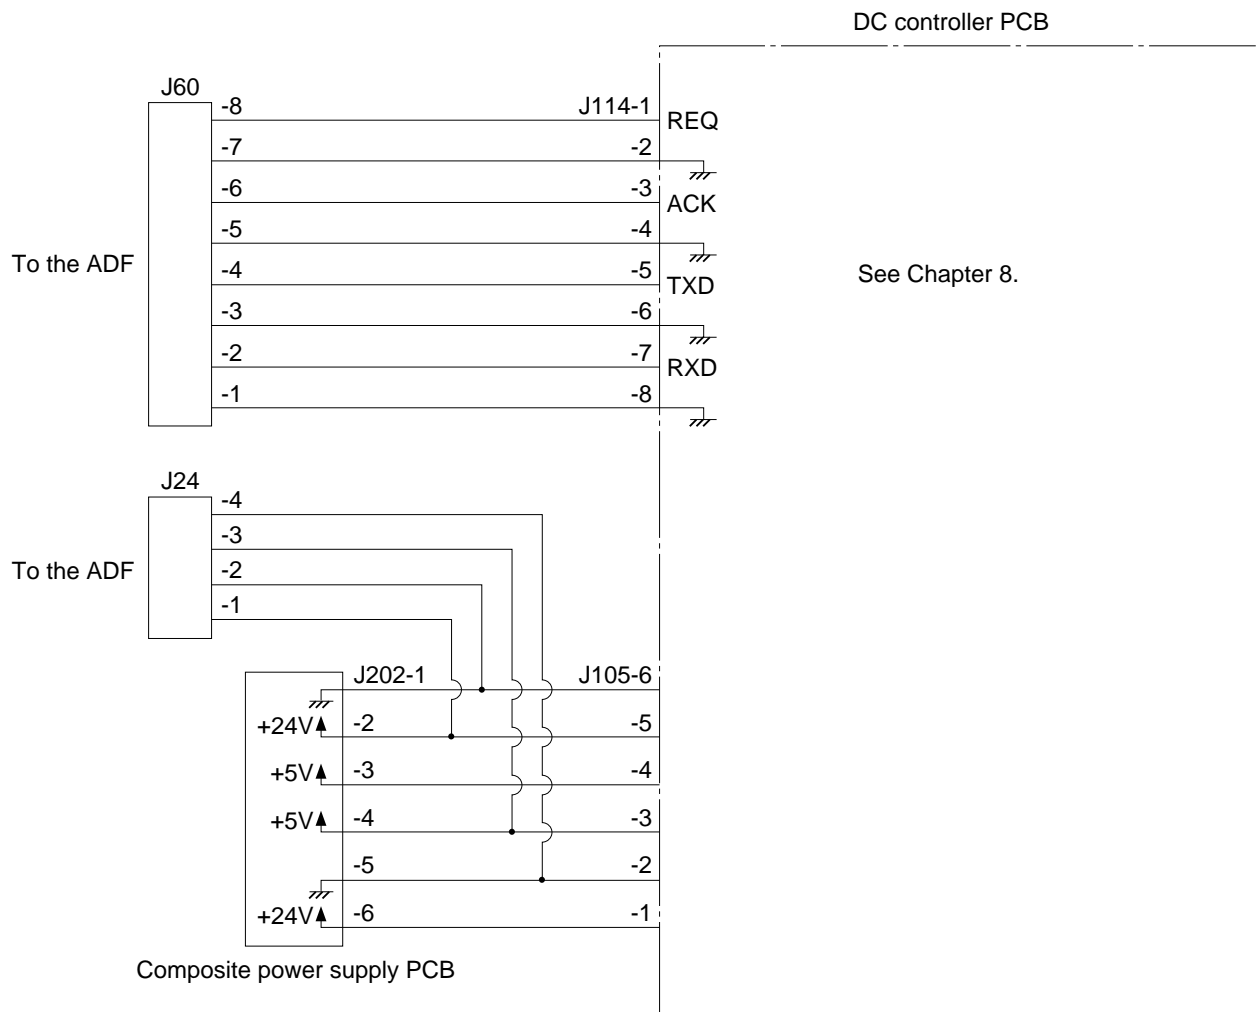 DC controller PCB
J60
-8 J114-1 REQ
-7 -2
-6 -3 ACK
-5 -4
To the ADF
-4 -5 TXD
See Chapter 8.
-3 -6
-2 -7 RXD
-1 -8
J24
-4
-3
To the ADF
-2
-1
J202-1 J105-6
+24V -2 -5
+5V -3 -4
+5V -4 -3
-5 -2
+24V -6 -1
Composite power supply PCB